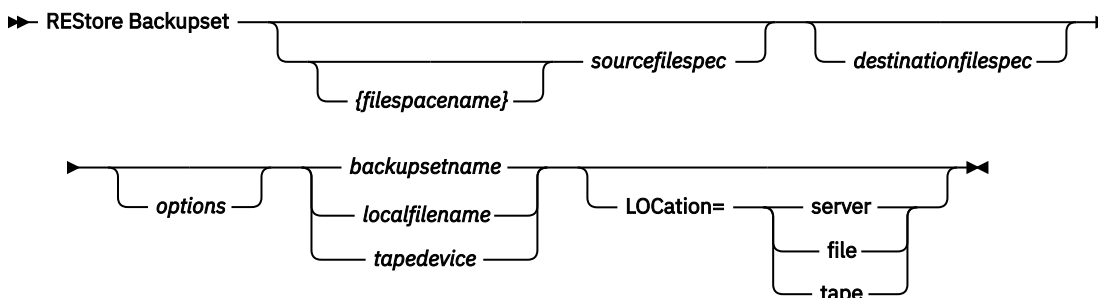 REStore Backupset
sourcefilespec
destinationfilespec
{filespacename}
backupsetname
options
LOCation=
server
localfilename
file
tapedevice
tape